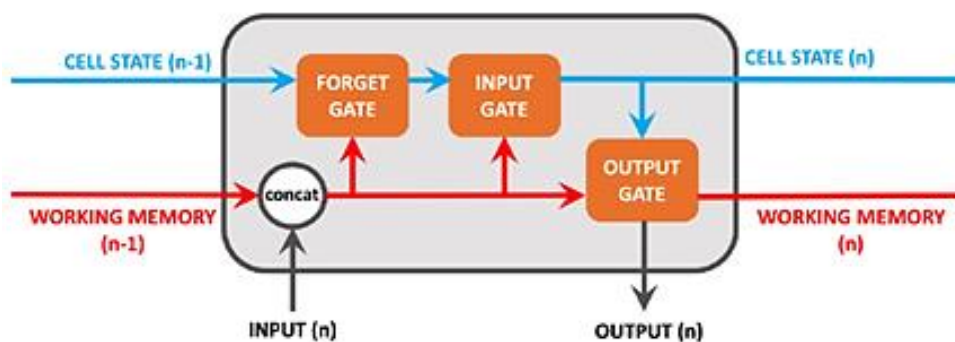 CELL STATE (n-1)
FORGET
GATE
INPUT
GATE
CELL STATE (n)
OUTPUT
GATE
concat
WORKING MEMORY
(n-1)
WORKING MEMORY
(n)
INPUT (n)
OUTPUT (n)